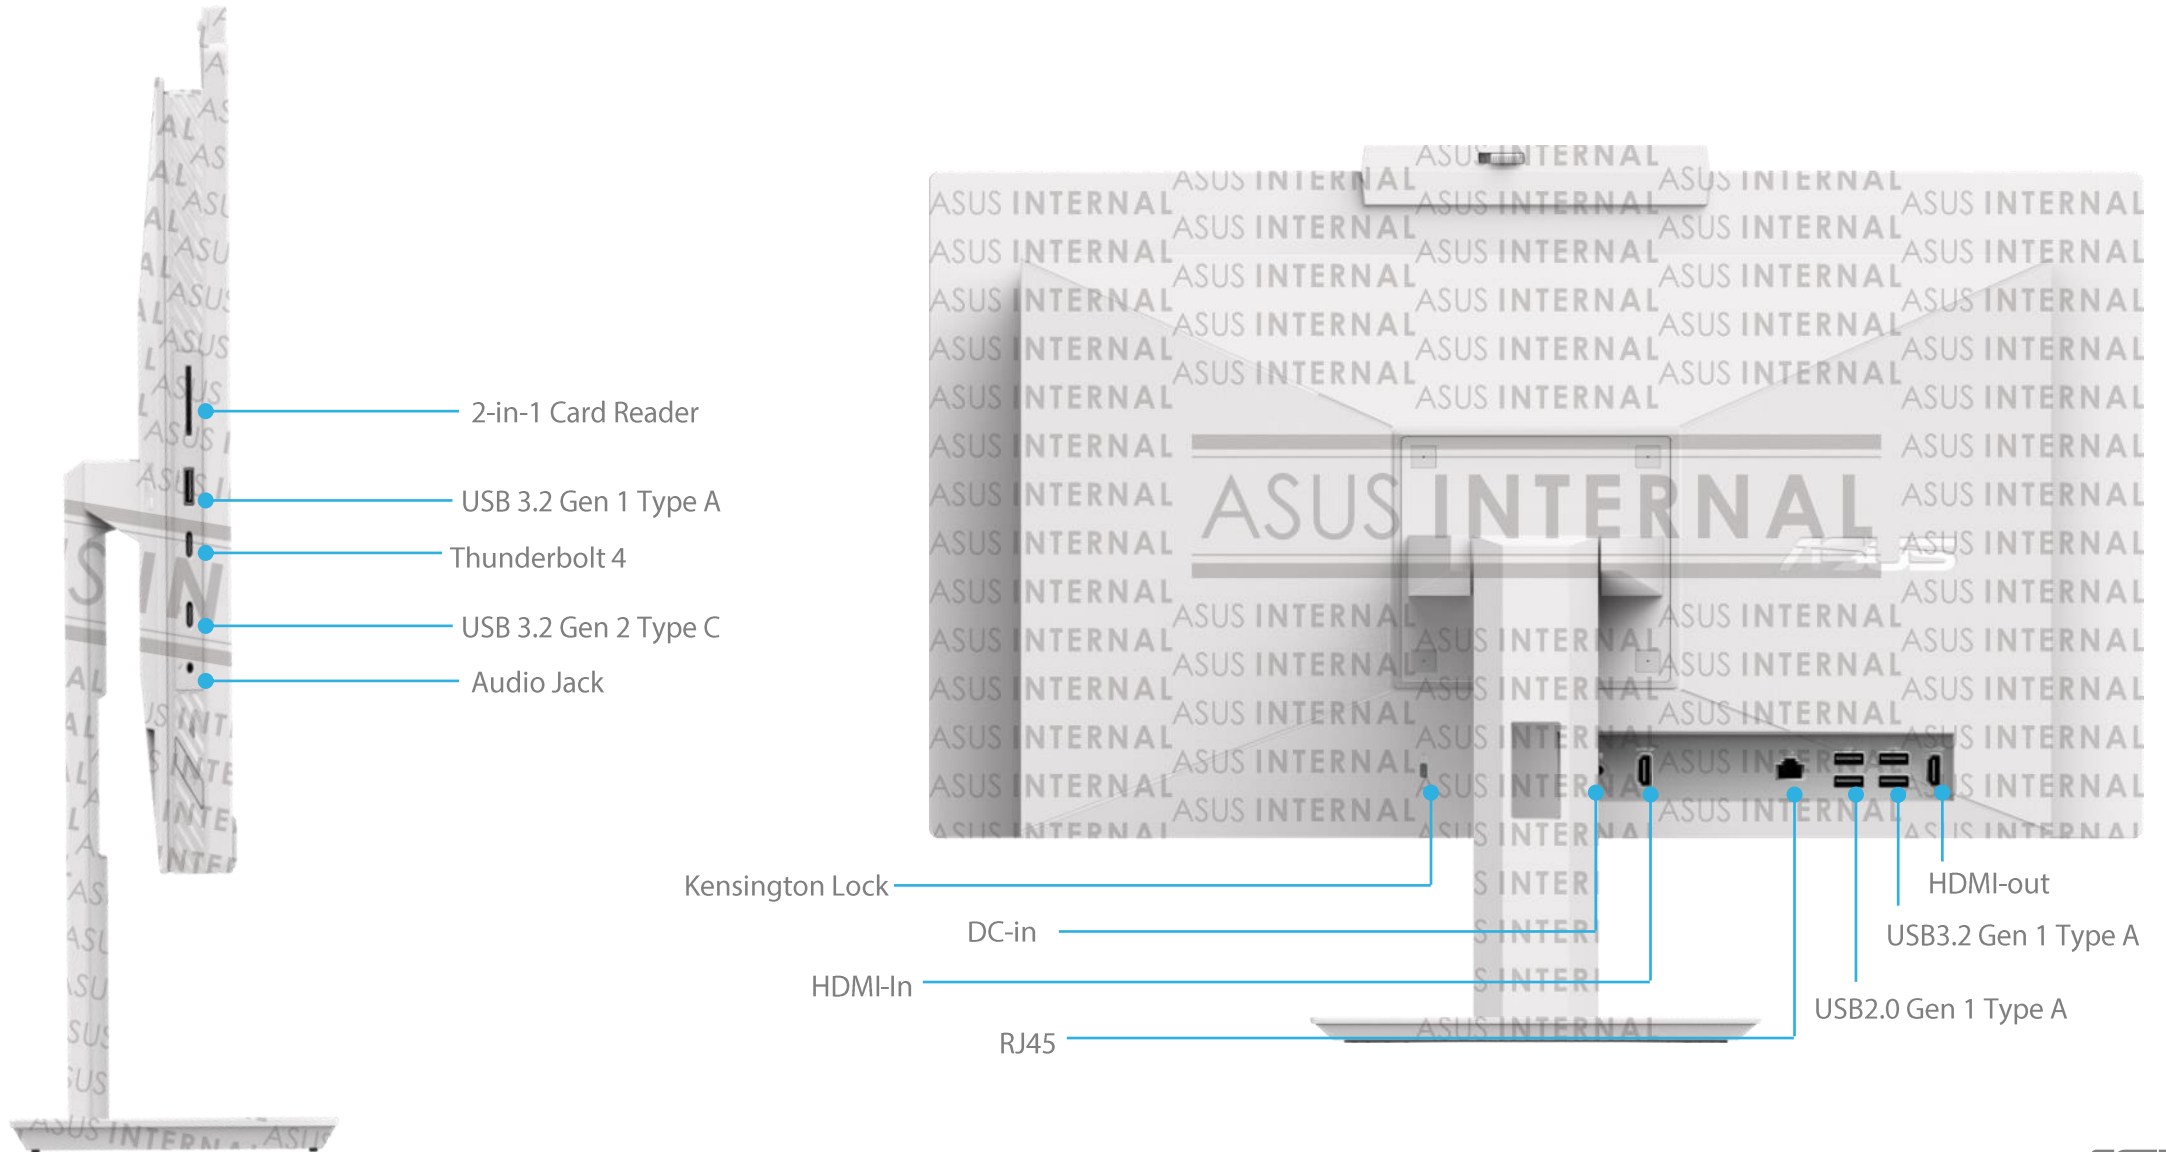 2-in-1 Card Reader
USB 3.2 Gen 1 Type A
Thunderbolt 4
USB 3.2 Gen 2 Type C
Audio Jack
ASUS INTERNAL
ASUS
Kensington Lock
DC-in
HDMI-In
RJ45
HDMI-out
USB3.2 Gen 1 Type A
USB2.0 Gen 1 Type A